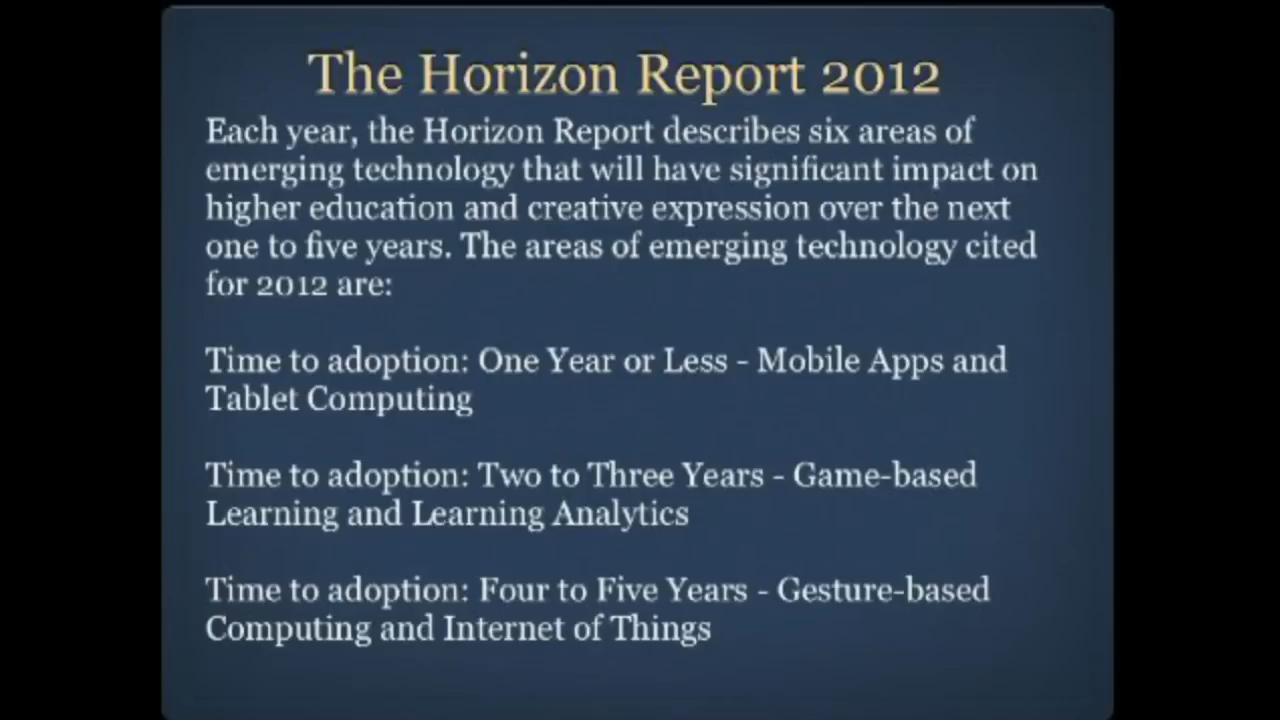 The Horizon Report 2012
Each year, the Horizon Report describes six areas of
emerging technology that will have significant impact on
higher education and creative expression over the next
one to five years. The areas of emerging technology cited
for 2012 are:
Time to adoption: One Year or Less - Mobile Apps and
Tablet Computing
Time to adoption: Two to Three Years - Game-based
Learning and Learning Analytics
Time to adoption: Four to Five Years - Gesture-based
Computing and Internet of Things